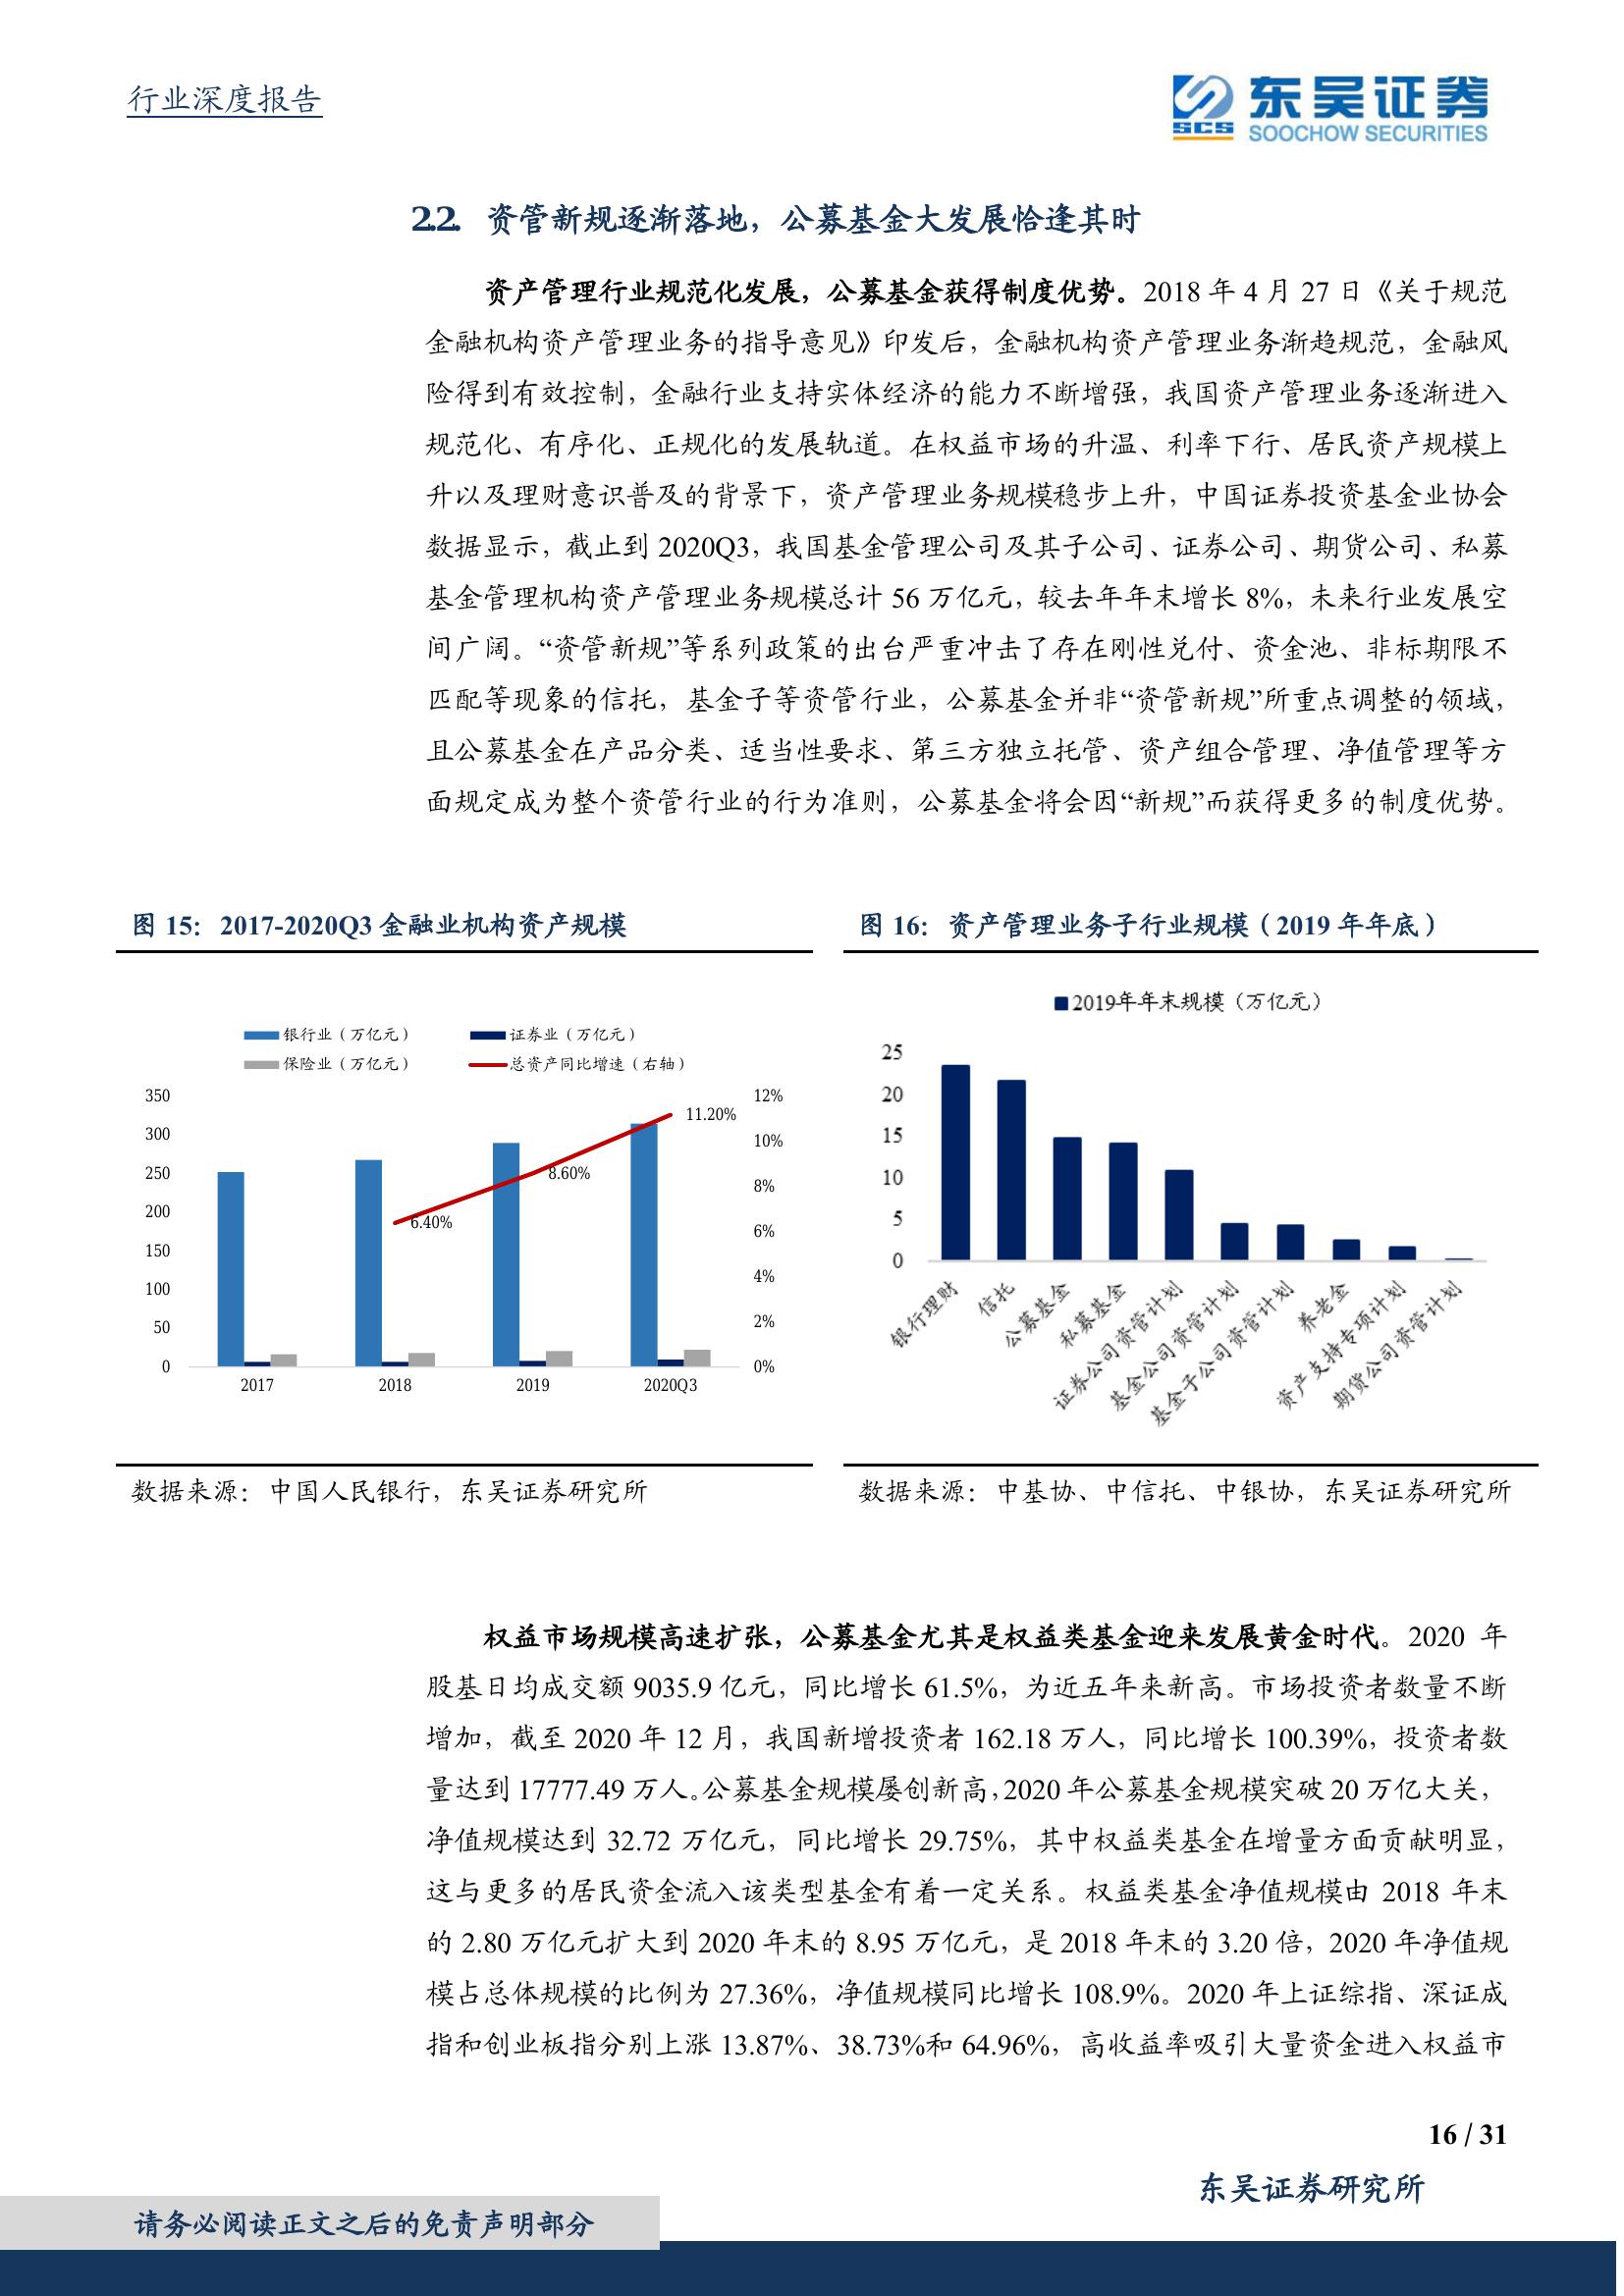 行业深度报告
东吴证券
SCS
SOOCHOW SECURITIES
2.2. 资管新规逐渐落地，公募基金大发展恰逢其时
资产管理行业规范化发展，公募基金获得制度优势。2018 年 4 月 27 日《关于规范
金融机构资产管理业务的指导意见》印发后，金融机构资产管理业务渐趋规范，金融风
险得到有效控制，金融行业支持实体经济的能力不断增强，我国资产管理业务逐渐进入
规范化、有序化、正规化的发展轨道。在权益市场的升温、利率下行、居民资产规模上
升以及理财意识普及的背景下，资产管理业务规模稳步上升，中国证券投资基金业协会
数据显示，截止到 2020Q3，我国基金管理公司及其子公司、证券公司、期货公司、私募
基金管理机构资产管理业务规模总计 56 万亿元，较去年年末增长 8%，未来行业发展空
间广阔。“资管新规”等系列政策的出台严重冲击了存在刚性兑付、资金池、非标期限不
匹配等现象的信托，基金子等资管行业，公募基金并非“资管新规”所重点调整的领域，
且公募基金在产品分类、适当性要求、第三方独立托管、资产组合管理、净值管理等方
面规定成为整个资管行业的行为准则，公募基金将会因“新规”而获得更多的制度优势。
图 15：2017-2020Q3 金融业机构资产规模
银行业（万亿元） 证券业（万亿元）
保险业（万亿元） 总资产同比增速（右轴）
350
300
250
200
150
100
50
0
12%
10%
8%
6%
4%
2%
0%
6.40%
8.60%
11.20%
2017 2018 2019 2020Q3
数据来源：中国人民银行，东吴证券研究所
图 16：资产管理业务子行业规模（2019 年年底）
2019年年末规模（万亿元）
25
20
15
10
5
0
银行理财
信托
公募基金
私募基金
证券公司资管计划
基金公司资管计划
基金子公司资管计划
养老金
资产支持专项计划
期货公司资管计划
数据来源：中基协、中信托、中银协，东吴证券研究所
权益市场规模高速扩张，公募基金尤其是权益类基金迎来发展黄金时代。2020 年
股基日均成交额 9035.9 亿元，同比增长 61.5%，为近五年来新高。市场投资者数量不断
增加，截至 2020 年 12 月，我国新增投资者 162.18 万人，同比增长 100.39%，投资者数
量达到 17777.49 万人。公募基金规模屡创新高，2020 年公募基金规模突破 20 万亿大关，
净值规模达到 32.72 万亿元，同比增长 29.75%，其中权益类基金在增量方面贡献明显，
这与更多的居民资金流入该类型基金有着一定关系。权益类基金净值规模由 2018 年末
的 2.80 万亿元扩大到 2020 年末的 8.95 万亿元，是 2018 年末的 3.20 倍，2020 年净值规
模占总体规模的比例为 27.36%，净值规模同比增长 108.9%。2020 年上证综指、深证成
指和创业板指分别上涨 13.87%、38.73%和 64.96%，高收益率吸引大量资金进入权益市
16 / 31
东吴证券研究所
请务必阅读正文之后的免责声明部分